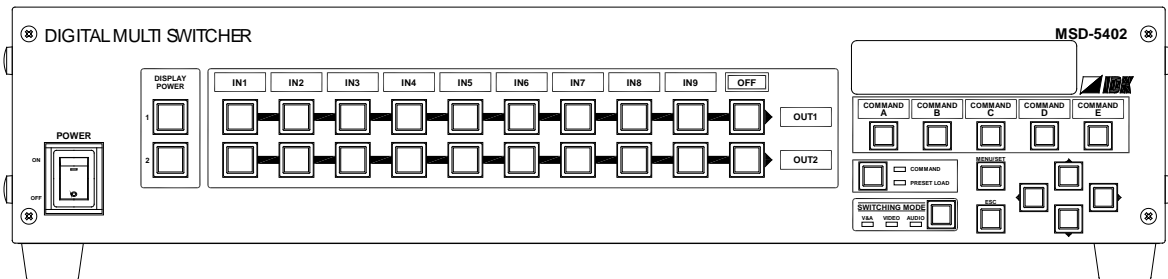 DIGITAL MULTI SWITCHER
MSD-5402
IDK
DISPLAY
POWER
IN1 IN2 IN3 IN4 IN5 IN6 IN7 IN8 IN9 OFF
COMMAND
A
COMMAND
B
COMMAND
C
COMMAND
D
COMMAND
E
1
OUT1
POWER
ON
OFF
2
OUT2
COMMAND
PRESET LOAD
MENU/SET
SWITCHING MODE
V&A VIDEO AUDIO
ESC